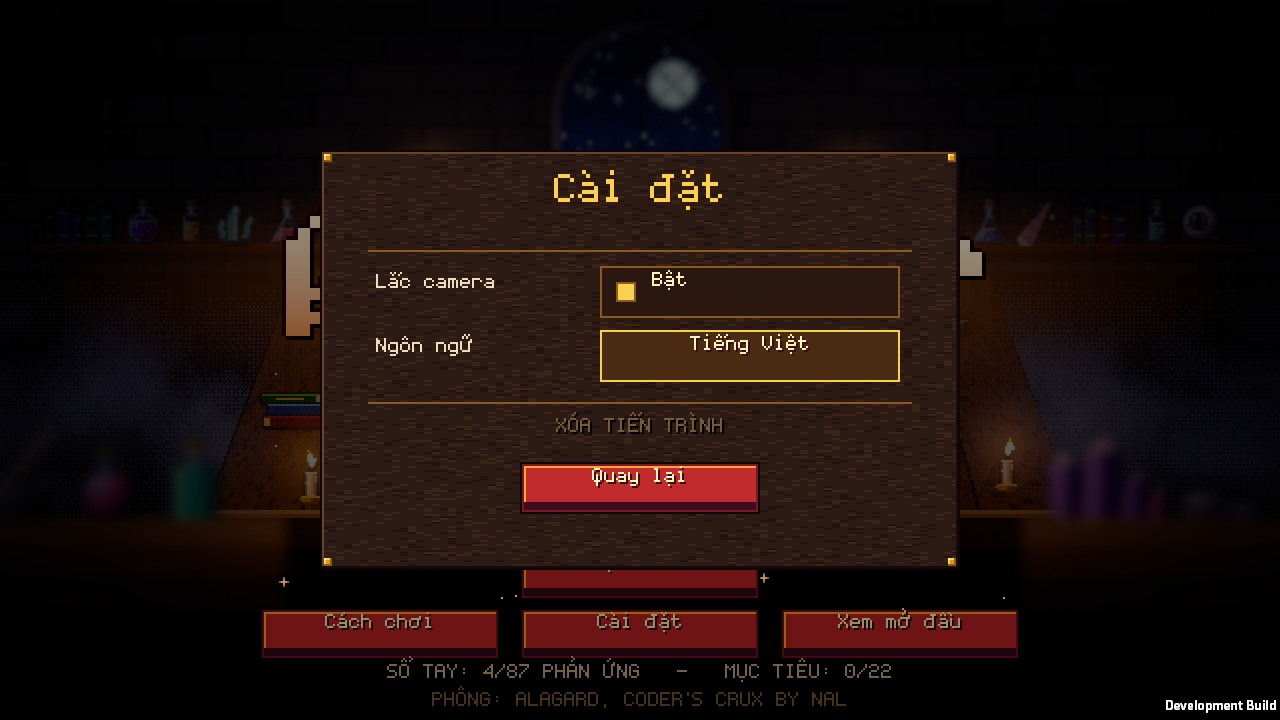 Cài đặt
Lắc camera
Bật
Ngôn ngữ
Tiếng Việt
XÓA TIẾN TRÌNH
Quay lại
Cách chơi
Cài đặt
Xem mở đầu
SỔ TAY: 4/87 PHẢN ỨNG – MỤC TIÊU: 0/22
PHÔNG: ALAGARD, CODER'S CRUX BY NAL
Development Build